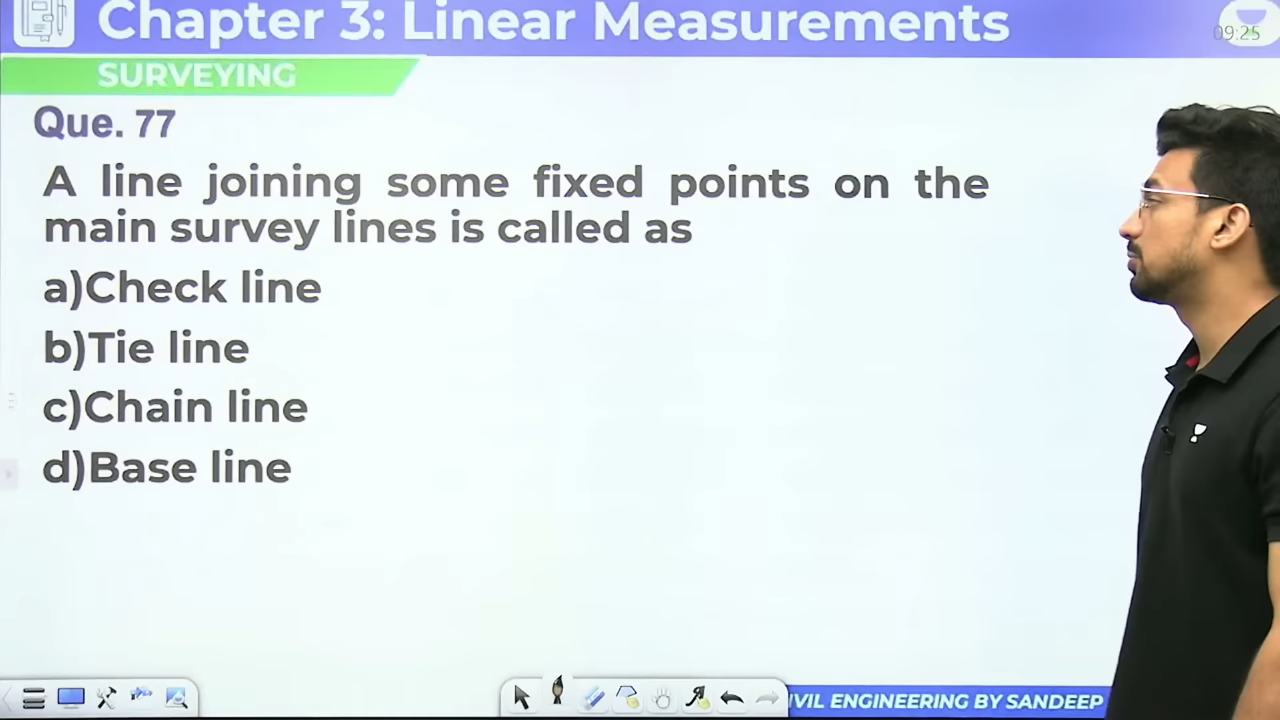 Chapter 3: Linear Measurements
09:25
SURVEYING
Que. 77
A line joining some fixed points on the
main survey lines is called as
a)Check line
b)Tie line
c)Chain line
d)Base line
IVIL ENGINEERING BY SANDEEP